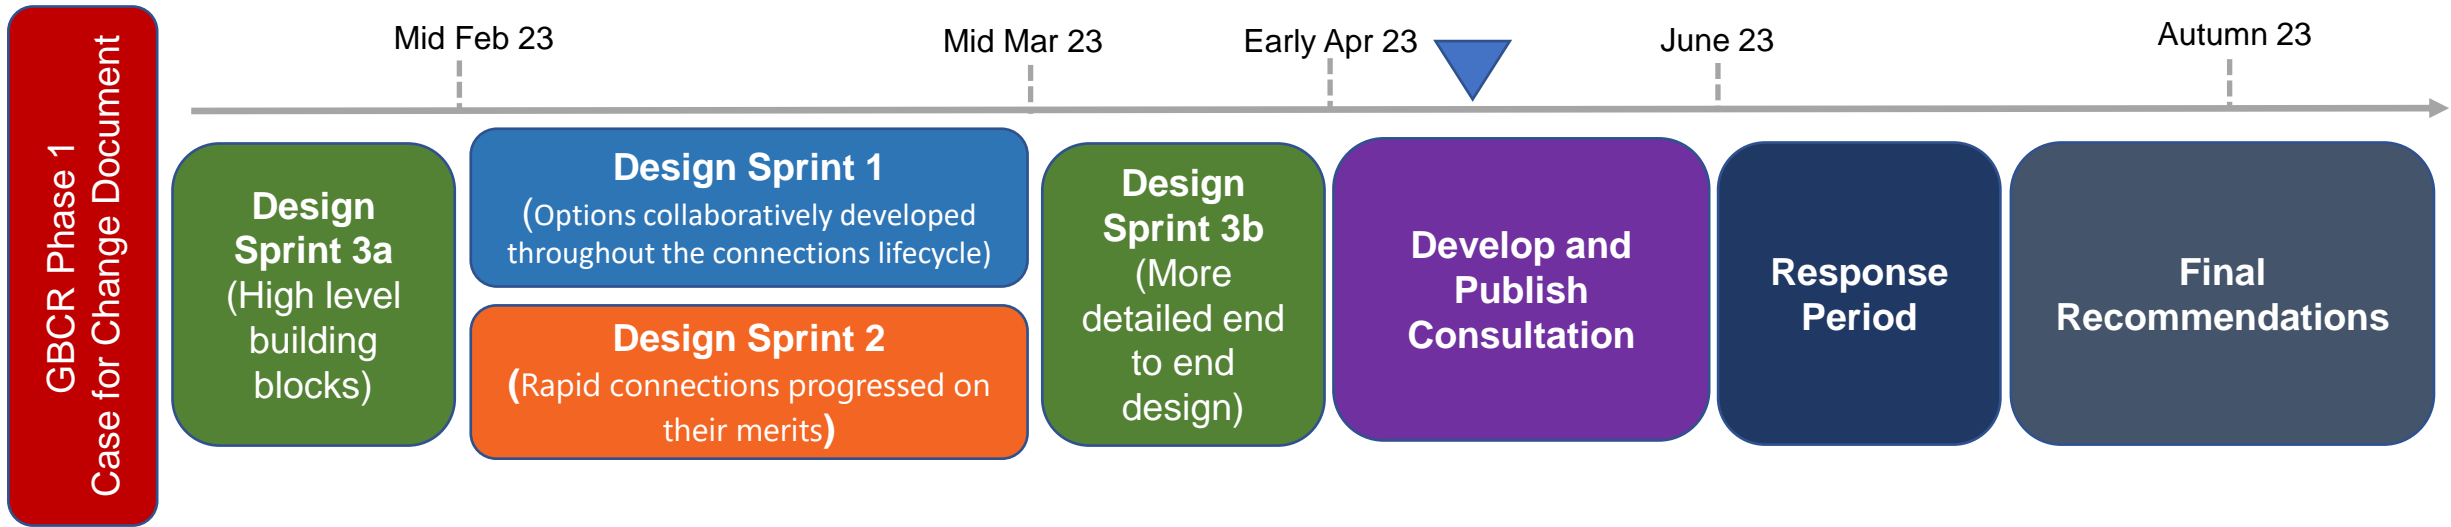 GBCR Phase 1
Case for Change Document
Mid Feb 23
Mid Mar 23
Early Apr 23
June 23
Autumn 23
Design
Sprint 3a
(High level
building
blocks)
Design Sprint 1
(Options collaboratively developed
throughout the connections lifecycle)
Design Sprint 2
(Rapid connections progressed on
their merits)
Design
Sprint 3b
(More
detailed end
to end
design)
Develop and
Publish
Consultation
Response
Period
Final
Recommendations